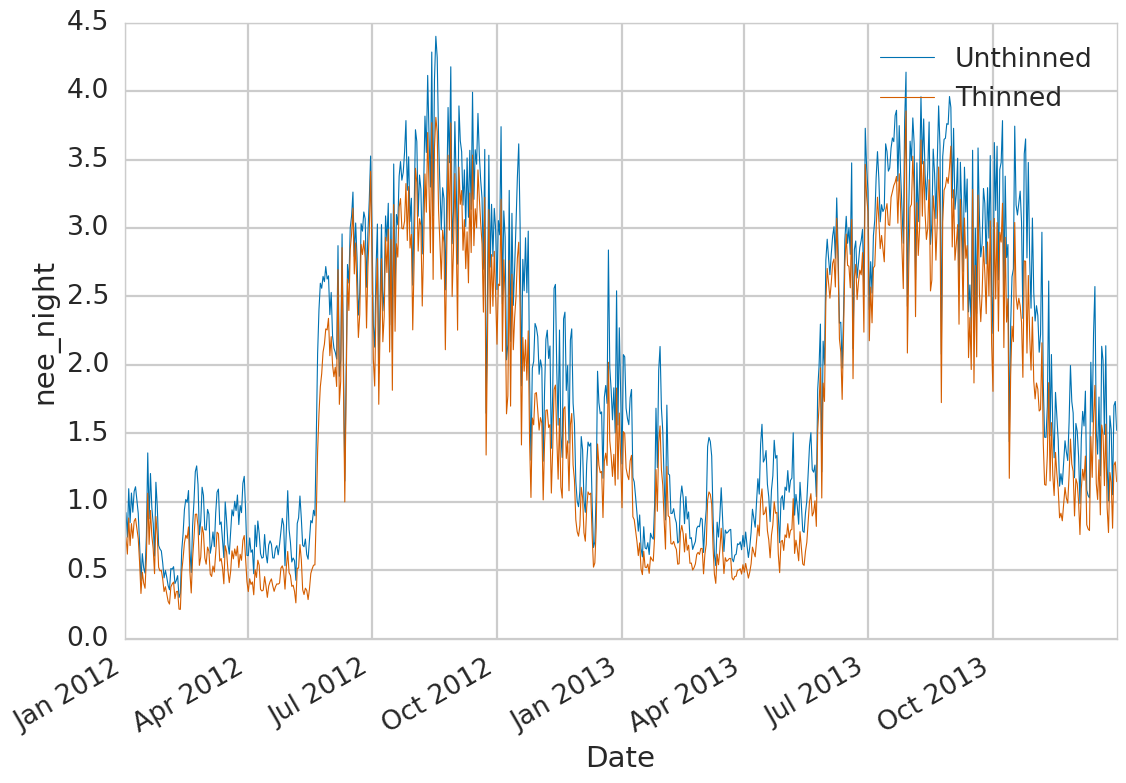 4.5
4.0
3.5
3.0
2.5
2.0
1.5
1.0
0.5
0.0
nee_night
Unthinned
Thinned
Jan 2012
Apr 2012
Jul 2012
Oct 2012
Jan 2013
Apr 2013
Jul 2013
Oct 2013
Date